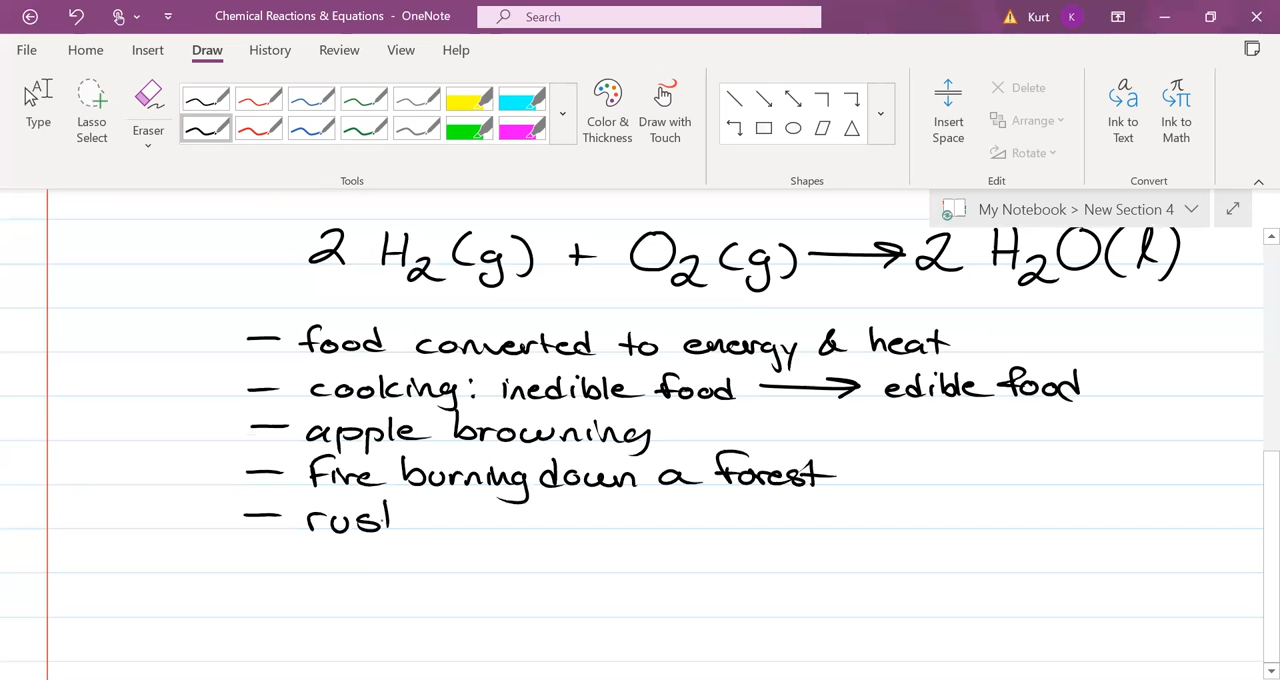 Chemical Reactions & Equations - OneNote
Search
Kurt
K
File Home Insert Draw History Review View Help
Type
Lasso Select
Eraser
Color & Thickness
Draw with Touch
Insert Space
Delete
Arrange
Rotate
Ink to Text
Ink to Math
Tools
Shapes
Edit
Convert
My Notebook > New Section 4
2 H₂(g) + O₂(g) ⟶ 2 H₂O(l)
— food converted to energy & heat
— cooking: inedible food ⟶ edible food
— apple browning
— fire burning down a forest
— rusl